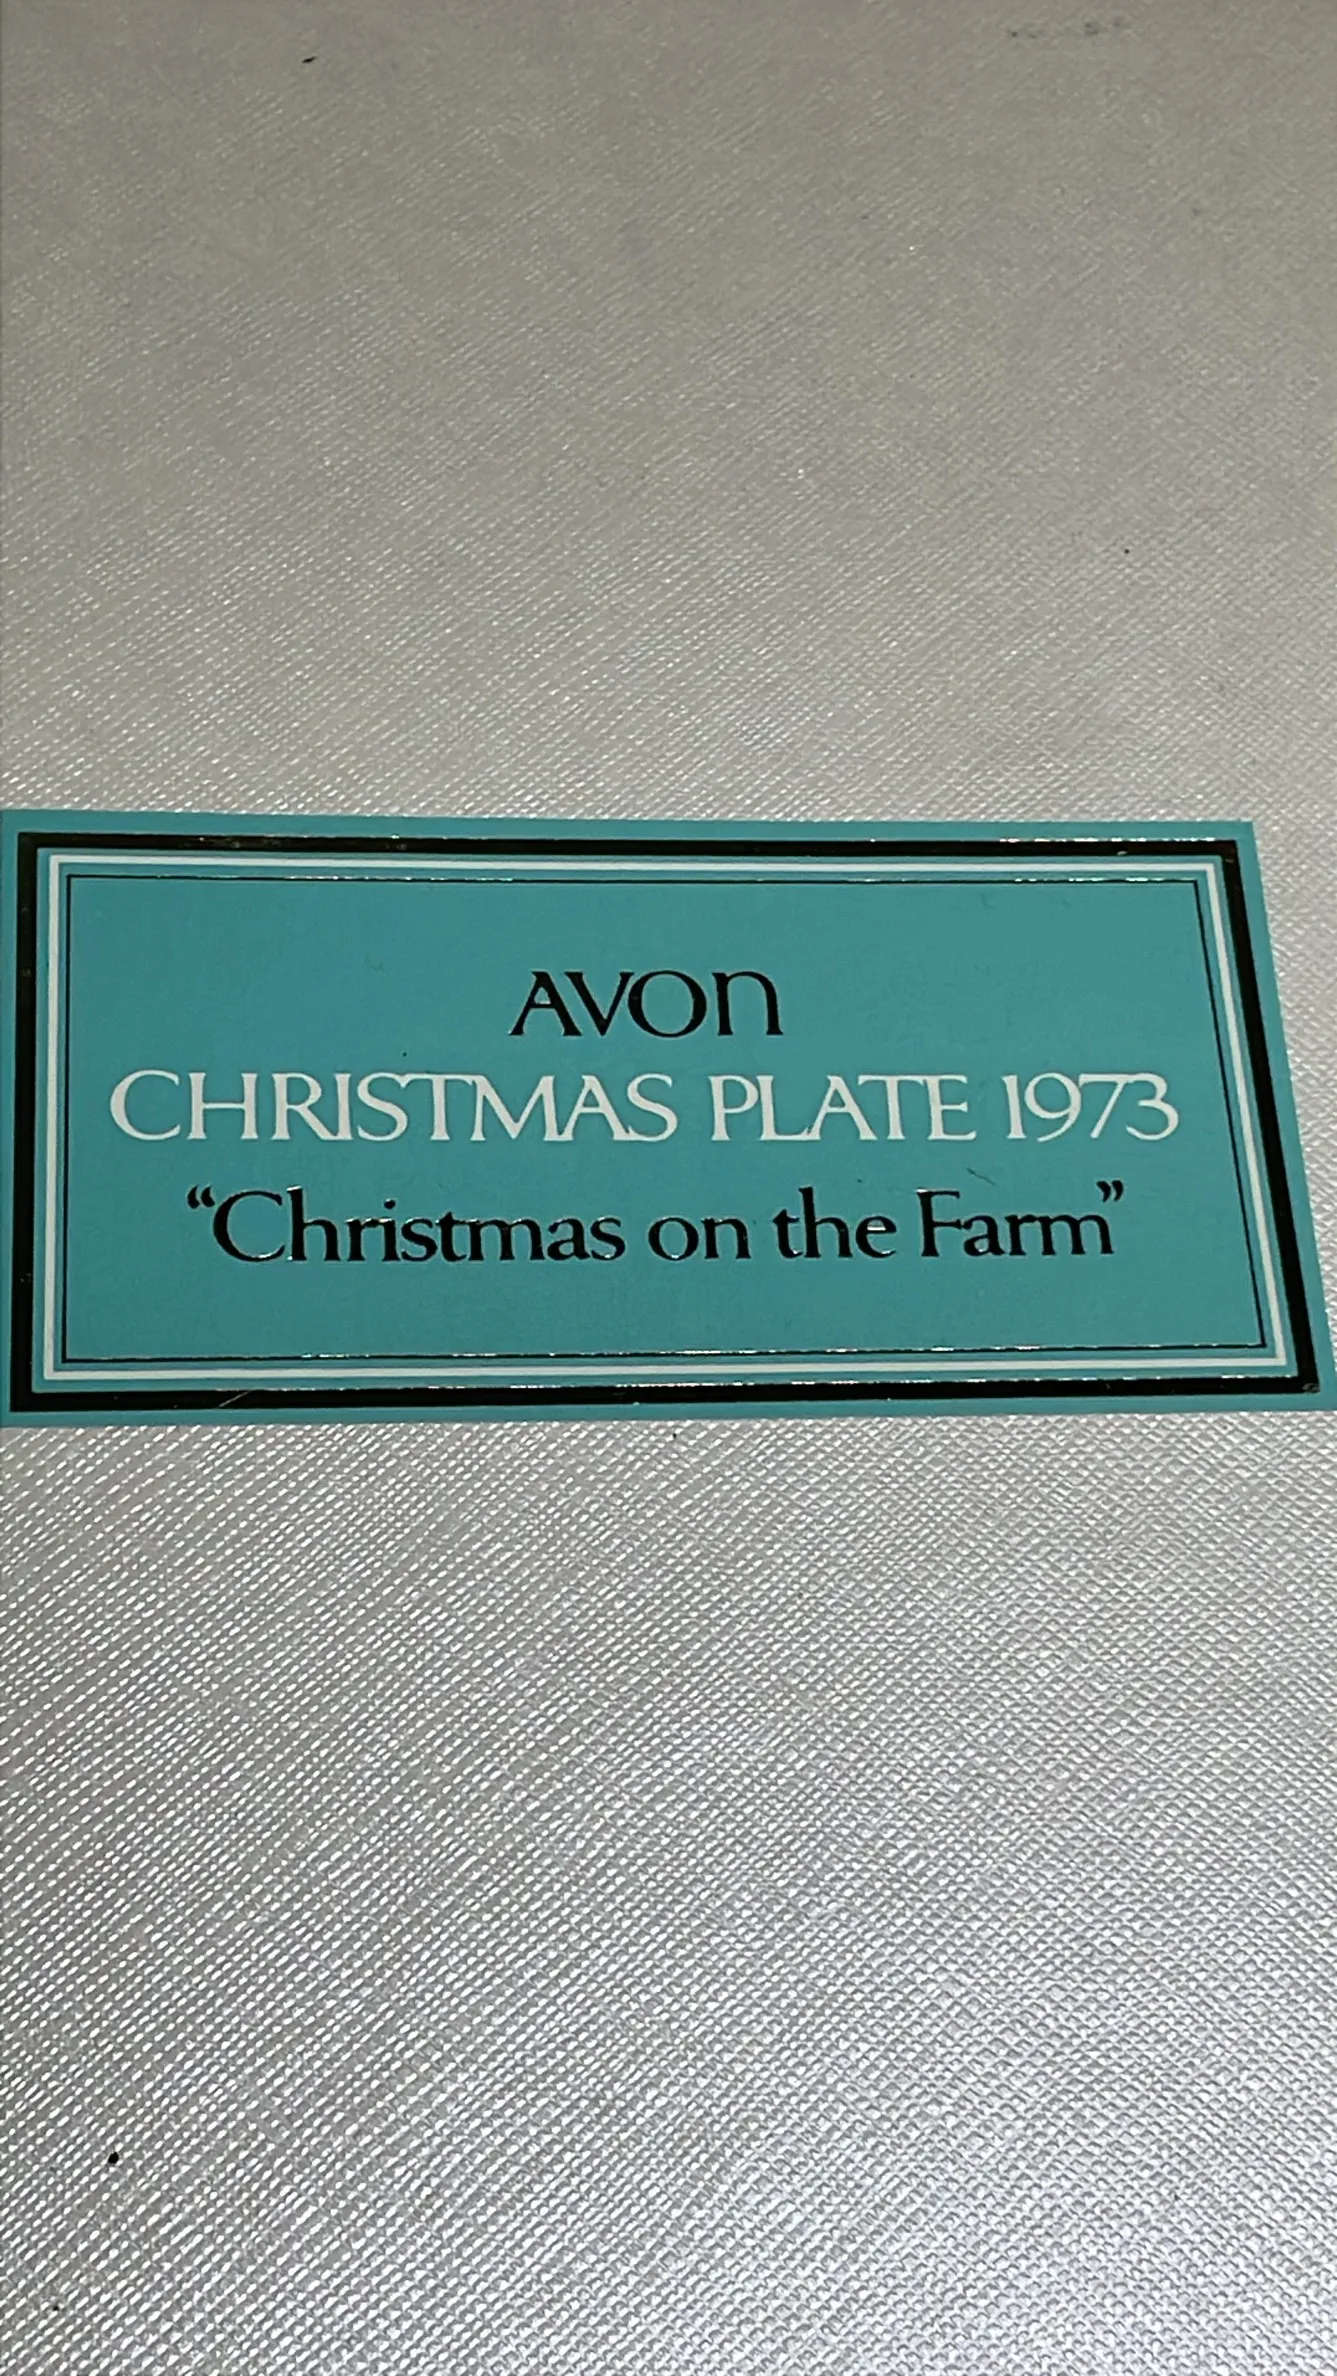 AVON
CHRISTMAS PLATE 1973
“Christmas on the Farm”